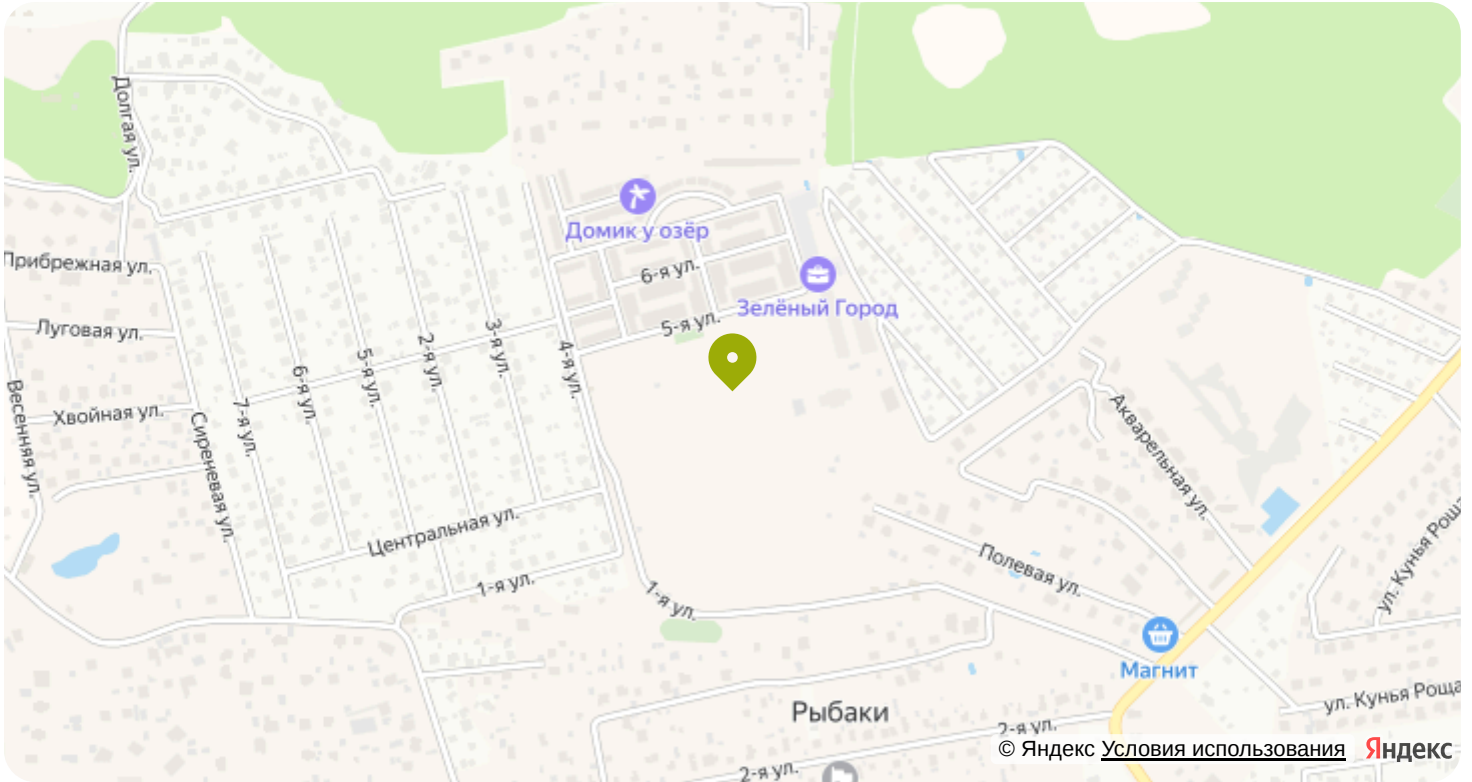 Долгая ул.
Домик у озёр
Прибрежная ул.
6-я ул.
Зелёный Город
5-я ул.
Луговая ул.
3-я ул.
2-я ул.
4-я ул.
5-я ул.
6-я ул.
Весенняя ул.
Хвойная ул.
7-я ул.
Сиреневая ул.
Акварельная ул.
Центральная ул.
ул. Кунья Роща
Полевая ул.
1-я ул.
1-я ул.
Магнит
ул. Кунья Роща
Рыбаки
2-я ул.
2-я ул.
© Яндекс Условия использования Яндекс